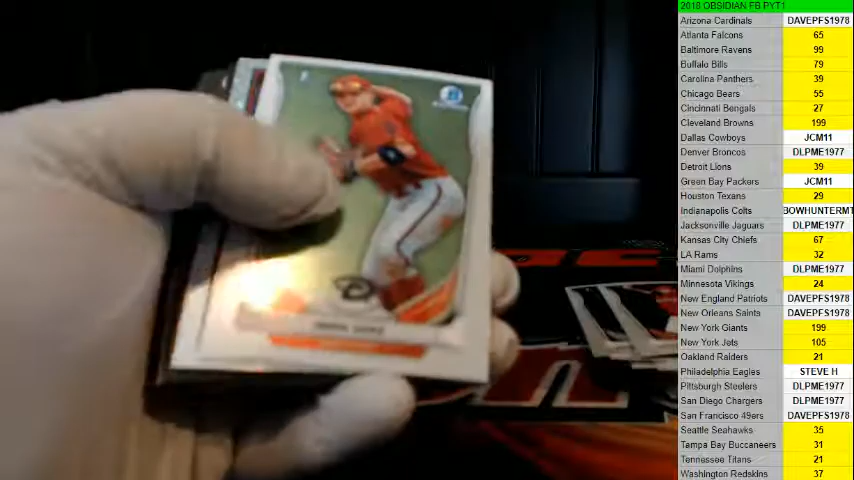 2018 OBSIDIAN FB PYT1
Arizona Cardinals DAVEPFS1978
Atlanta Falcons 65
Baltimore Ravens 99
Buffalo Bills 79
Carolina Panthers 39
Chicago Bears 55
Cincinnati Bengals 27
Cleveland Browns 199
Dallas Cowboys JCM11
Denver Broncos DLPME1977
Detroit Lions 39
Green Bay Packers JCM11
Houston Texans 29
Indianapolis Colts BOWHUNTERMT
Jacksonville Jaguars DLPME1977
Kansas City Chiefs 67
LA Rams 32
Miami Dolphins DLPME1977
Minnesota Vikings 24
New England Patriots DAVEPFS1978
New Orleans Saints DAVEPFS1978
New York Giants 199
New York Jets 105
Oakland Raiders 21
Philadelphia Eagles STEVE H
Pittsburgh Steelers DLPME1977
San Diego Chargers DLPME1977
San Francisco 49ers DAVEPFS1978
Seattle Seahawks 35
Tampa Bay Buccaneers 31
Tennessee Titans 21
Washington Redskins 37